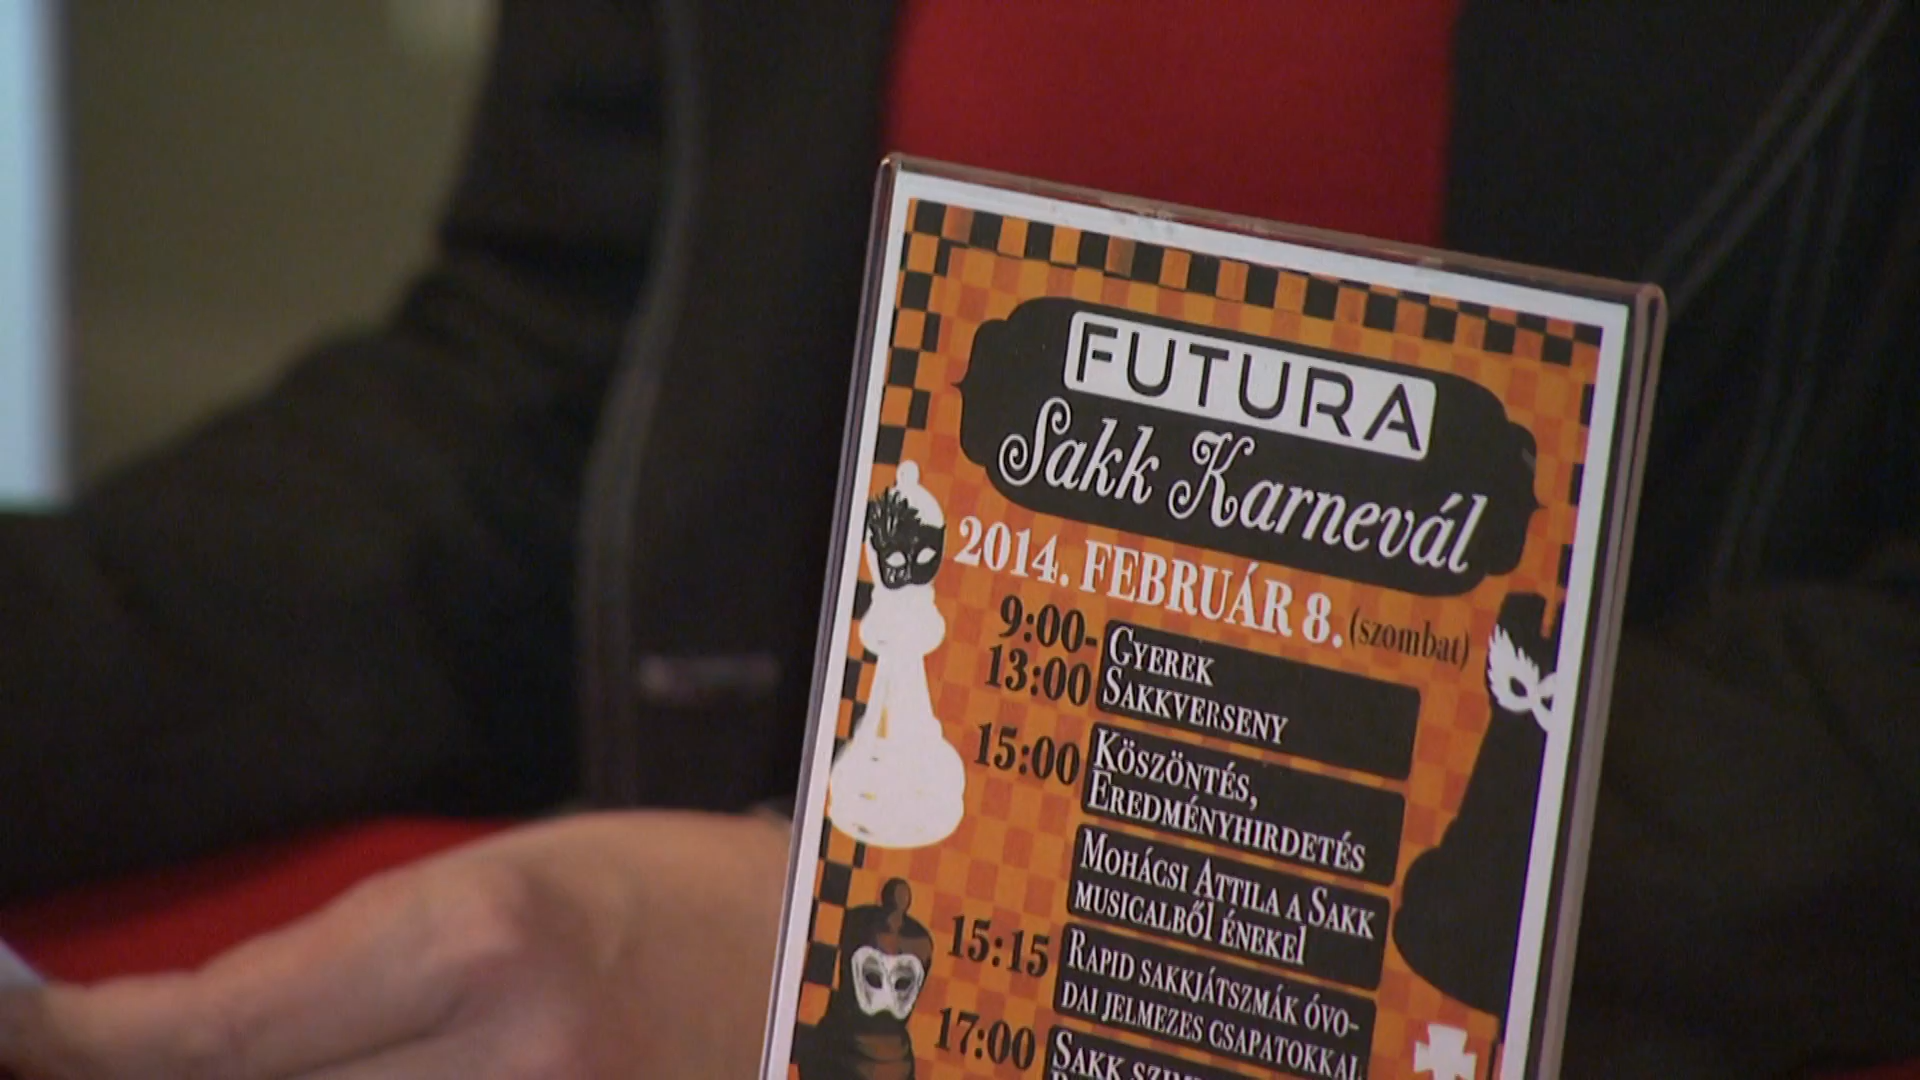 FUTURA
Sakk Karnevál
2014. FEBRUÁR 8. (szombat)
9:00-
13:00
GYEREK
SAKKVERSENY
15:00
KÖSZÖNTÉS,
EREDMÉNYHIRDETÉS
MOHÁCSI ATTILA A SAKK
MUSICALBŐL ÉNEKEl
15:15
RAPID SAKKJÁTSZMÁK ÓVO-
DAI JELMEZES CSAPATOKKAL
17:00
SAKK